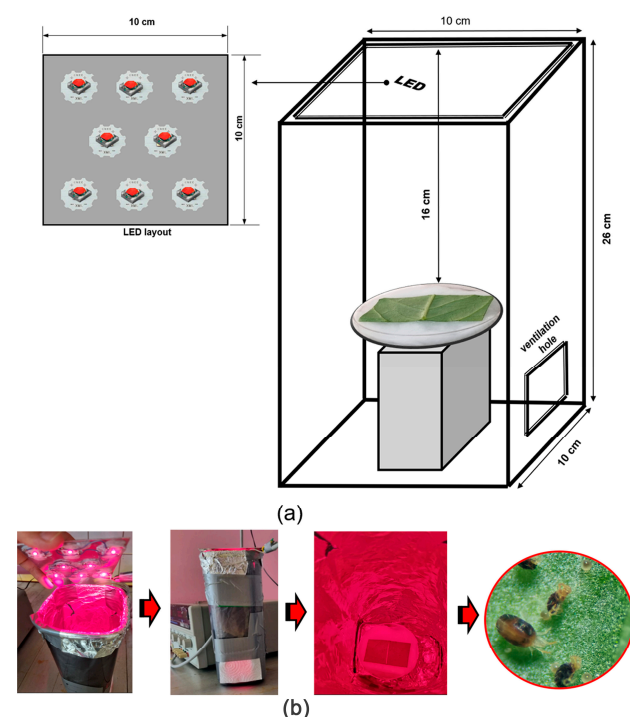 10 cm
10 cm
10 cm
LED
LED layout
16 cm
26 cm
ventilation
hole
10 cm
(a)
(b)